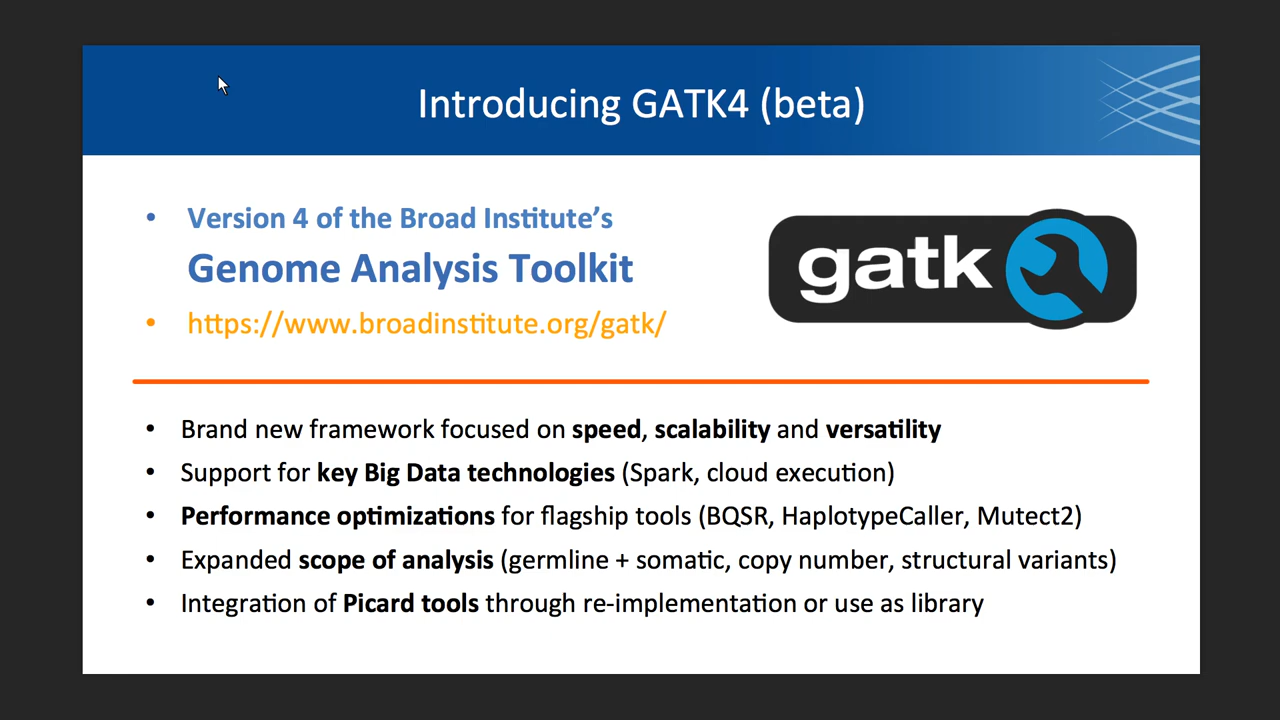 Introducing GATK4 (beta)
• Version 4 of the Broad Institute’s
Genome Analysis Toolkit
• https://www.broadinstitute.org/gatk/
gatk
• Brand new framework focused on speed, scalability and versatility
• Support for key Big Data technologies (Spark, cloud execution)
• Performance optimizations for flagship tools (BQSR, HaplotypeCaller, Mutect2)
• Expanded scope of analysis (germline + somatic, copy number, structural variants)
• Integration of Picard tools through re-implementation or use as library